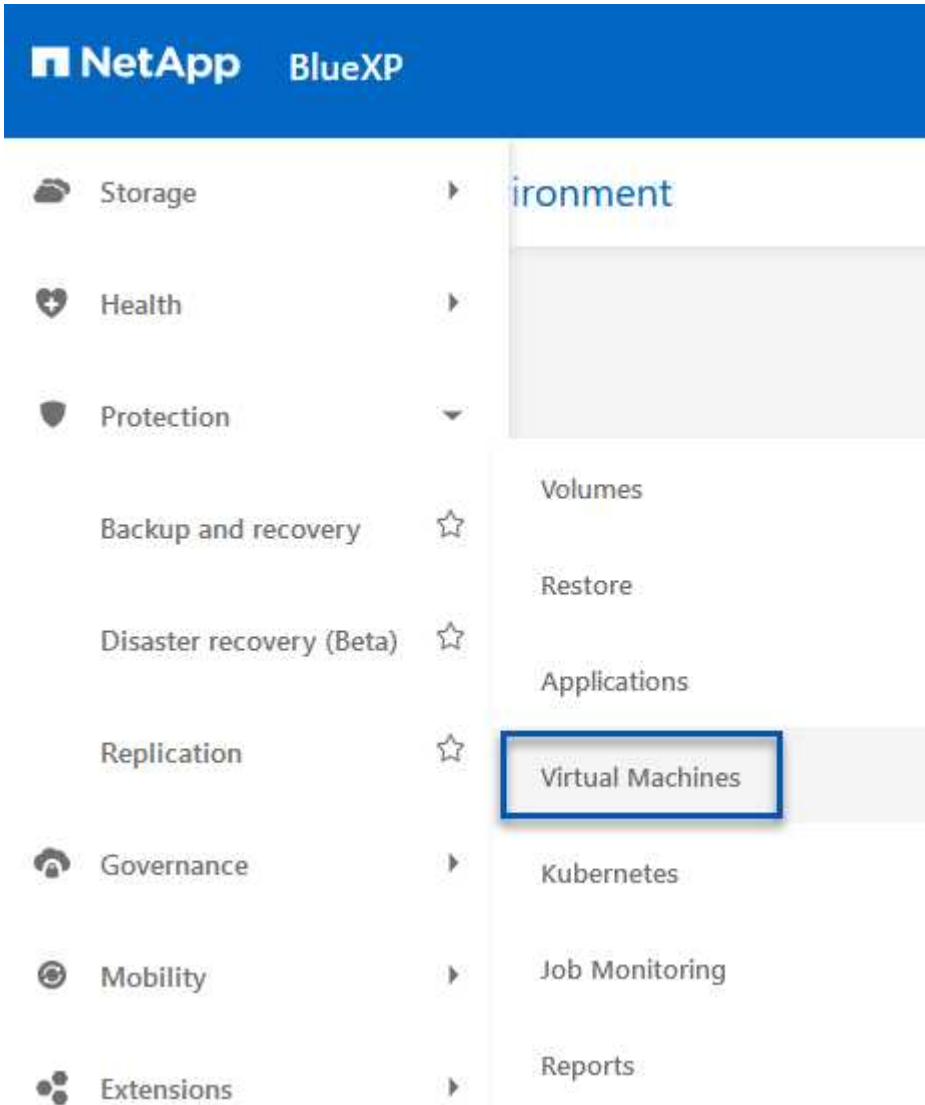 NetApp BlueXP
ironment
Storage
Health
Protection
Backup and recovery
Disaster recovery (Beta)
Replication
Governance
Mobility
Extensions
Volumes
Restore
Applications
Virtual Machines
Kubernetes
Job Monitoring
Reports